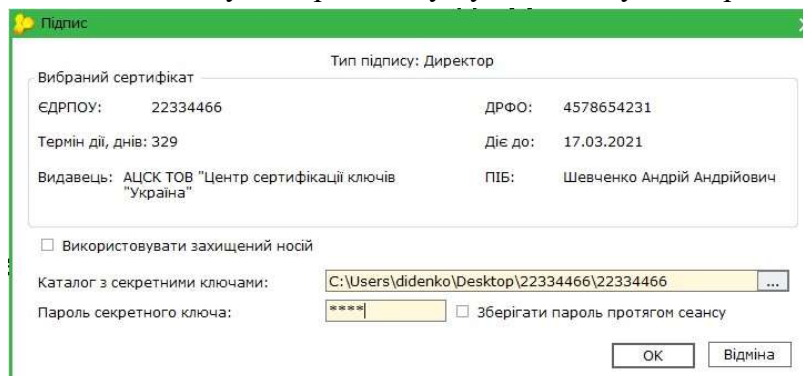 Підпис
Тип підпису: Директор
Вибраний сертифікат
ЄДРПОУ: 22334466 ДРФО: 4578654231
Термін дії, днів: 329 Діє до: 17.03.2021
Видавець: АЦСК ТОВ "Центр сертифікації ключів "Україна" ПІБ: Шевченко Андрій Андрійович
Використовувати захищений носій
Каталог з секретними ключами: C:\Users\didenko\Desktop\22334466\22334466 ...
Пароль секретного ключа: **** Зберігати пароль протягом сеансу
ОК Відміна